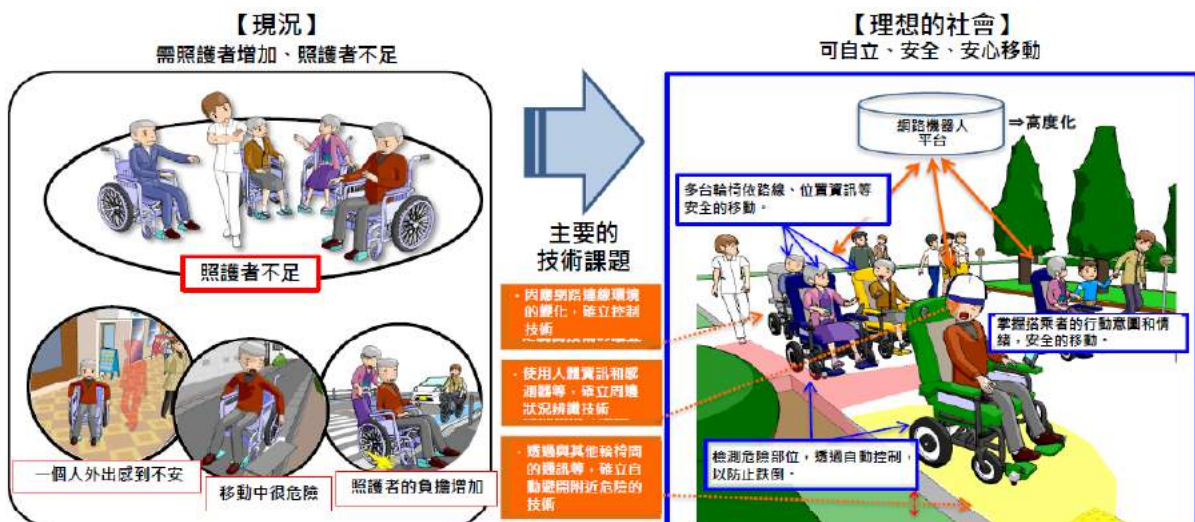 【現況】
需照護者增加、照護者不足
照護者不足
一個人外出感到不安
移動中很危險
照護者的負擔增加
主要的
技術課題
・因應網路連線環境
的變化，確立控制
技術
・使用人體資訊和感
測器等，確立周邊
狀況辨識技術
・透過與其他輪椅間
的通訊等，確立自
動避開附近危險的
技術
【理想的社會】
可自立、安全、安心移動
網路機器人
平台
⇒高度化
多台輪椅依路線、位置資訊等
安全的移動。
掌握搭乘者的行動意圖和情
緒，安全的移動。
檢測危險部位，透過自動控制，
以防止跌倒。